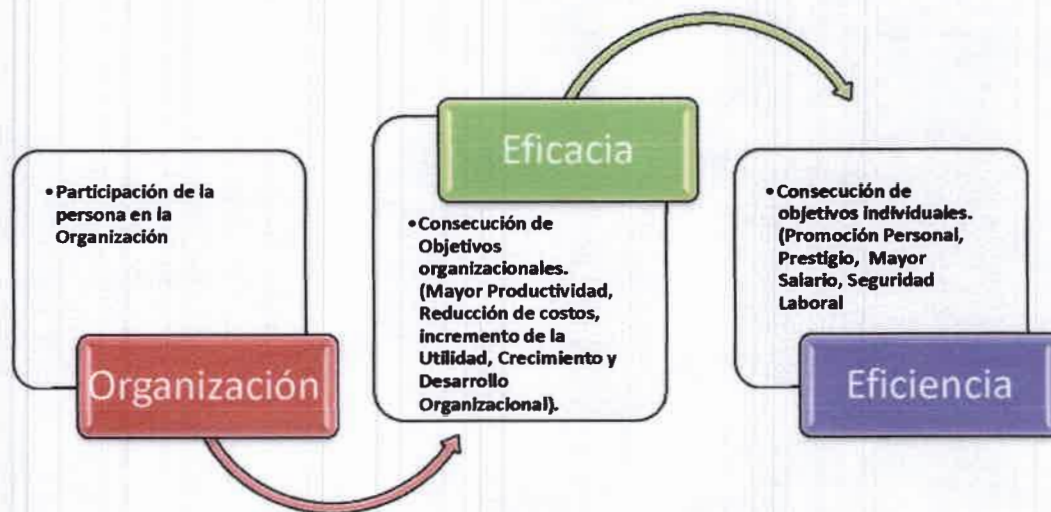 • Participación de la
persona en la
Organización
Organización
Eficacia
• Consecución de
Objetivos
organizacionales.
(Mayor Productividad,
Reducción de costos,
incremento de la
Utilidad, Crecimiento y
Desarrollo
Organizacional).
• Consecución de
objetivos individuales.
(Promoción Personal,
Prestigio, Mayor
Salario, Seguridad
Laboral
Eficiencia